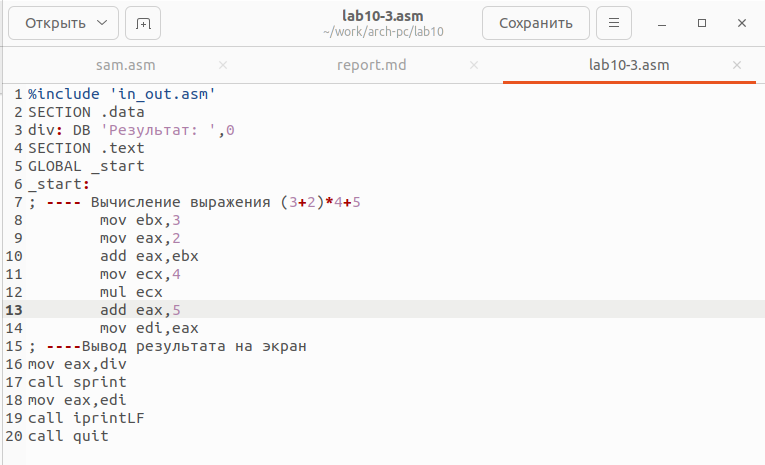 Открыть
lab10-3.asm
~/work/arch-pc/lab10
Сохранить
sam.asm
report.md
lab10-3.asm
1 %include 'in_out.asm'
2 SECTION .data
3 div: DB 'Результат: ',0
4 SECTION .text
5 GLOBAL _start
6 _start:
7 ; ---- Вычисление выражения (3+2)*4+5
8         mov ebx,3
9         mov eax,2
10         add eax,ebx
11         mov ecx,4
12         mul ecx
13         add eax,5
14         mov edi,eax
15 ; ----Вывод результата на экран
16 mov eax,div
17 call sprint
18 mov eax,edi
19 call iprintLF
20 call quit